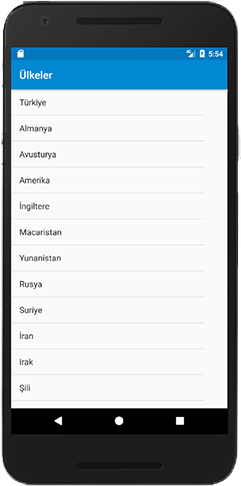 5:54
Ülkeler
Türkiye
Almanya
Avusturya
Amerika
İngiltere
Macaristan
Yunanistan
Rusya
Suriye
İran
Irak
Şili